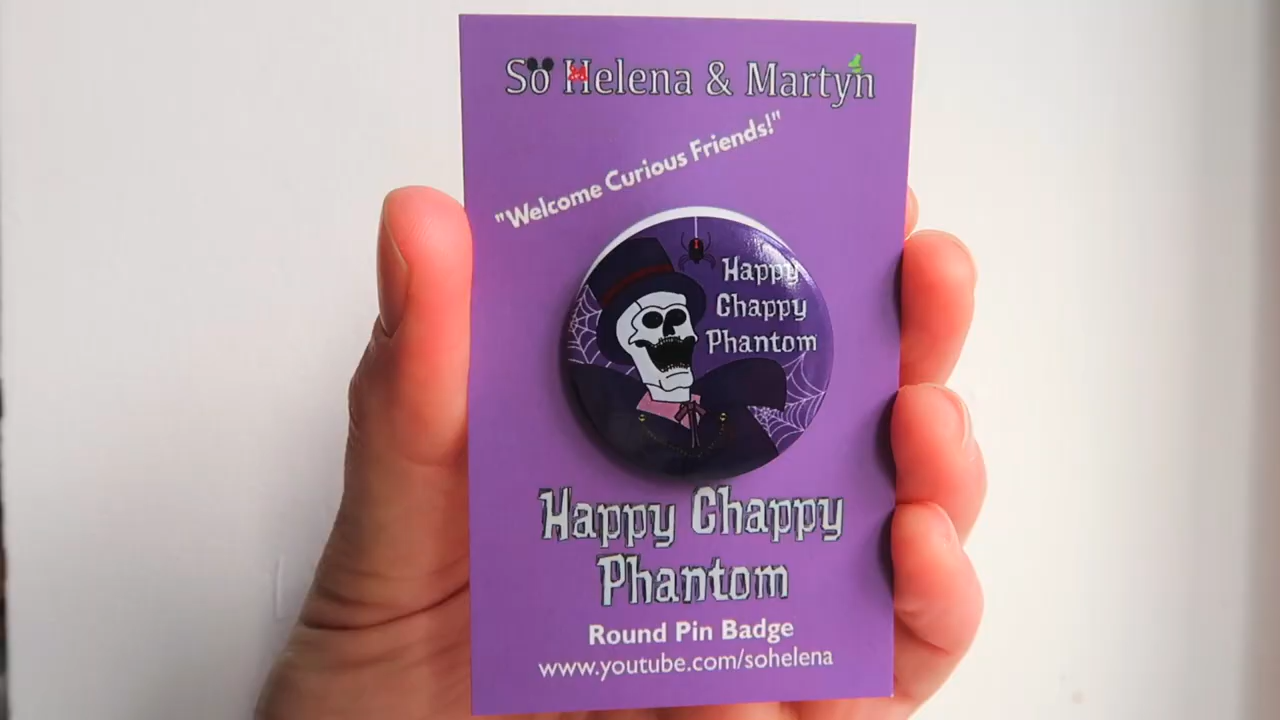 So Helena & Martyn
"Welcome Curious Friends!"
Happy
Chappy
Phantom
Happy Chappy
Phantom
Round Pin Badge
www.youtube.com/sohelena